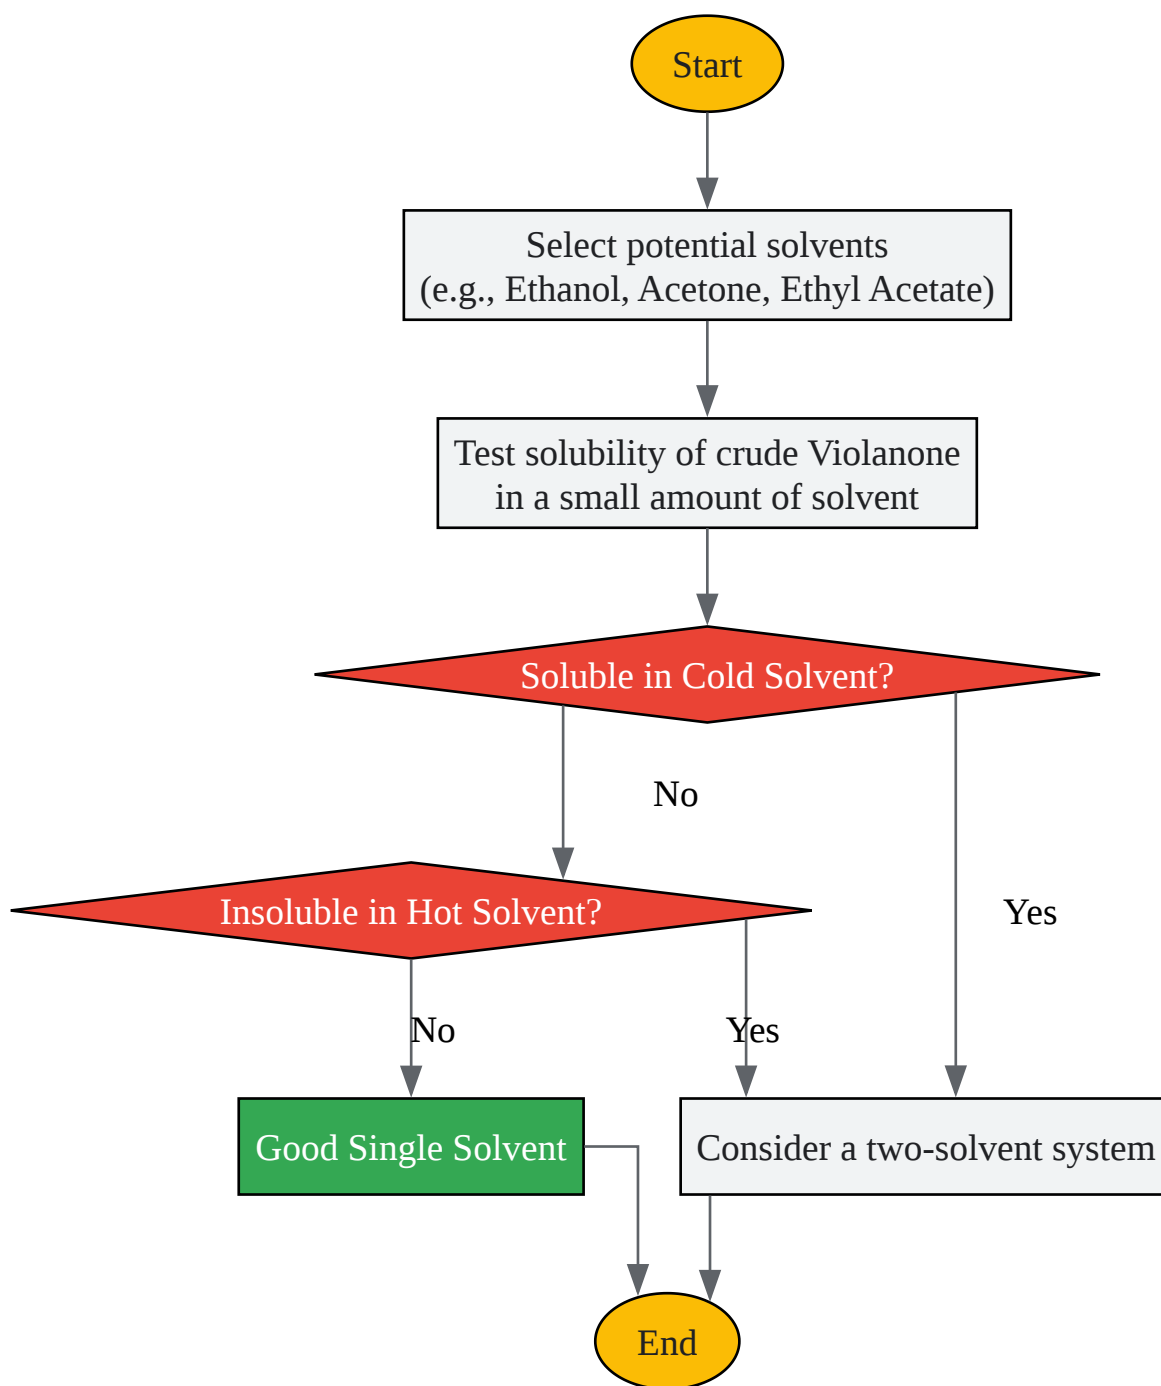 Start
Select potential solvents
(e.g., Ethanol, Acetone, Ethyl Acetate)
Test solubility of crude Violanone
in a small amount of solvent
Soluble in Cold Solvent?
No
Insoluble in Hot Solvent?
Yes
No
Yes
Good Single Solvent
Consider a two-solvent system
End